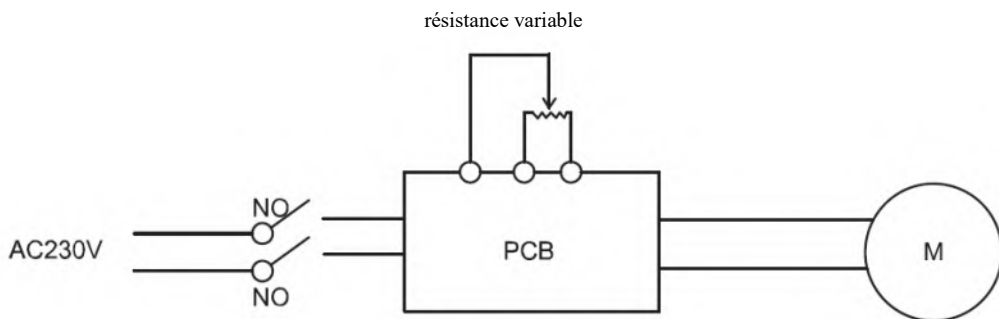 résistance variable
NO
AC230V
PCB
M
NO